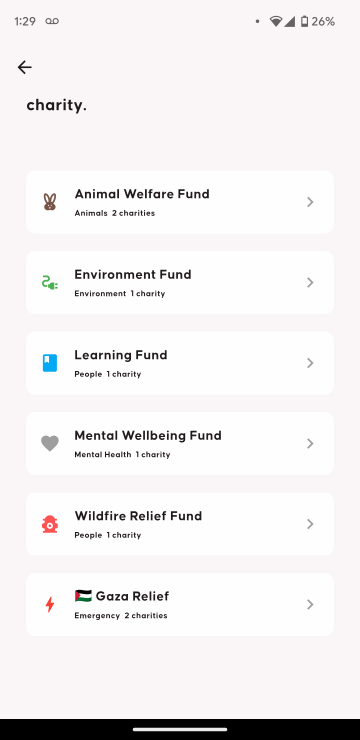 1:29 26%
charity.
Animal Welfare Fund
Animals 2 charities
Environment Fund
Environment 1 charity
Learning Fund
People 1 charity
Mental Wellbeing Fund
Mental Health 1 charity
Wildfire Relief Fund
People 1 charity
🇵🇸 Gaza Relief
Emergency 2 charities